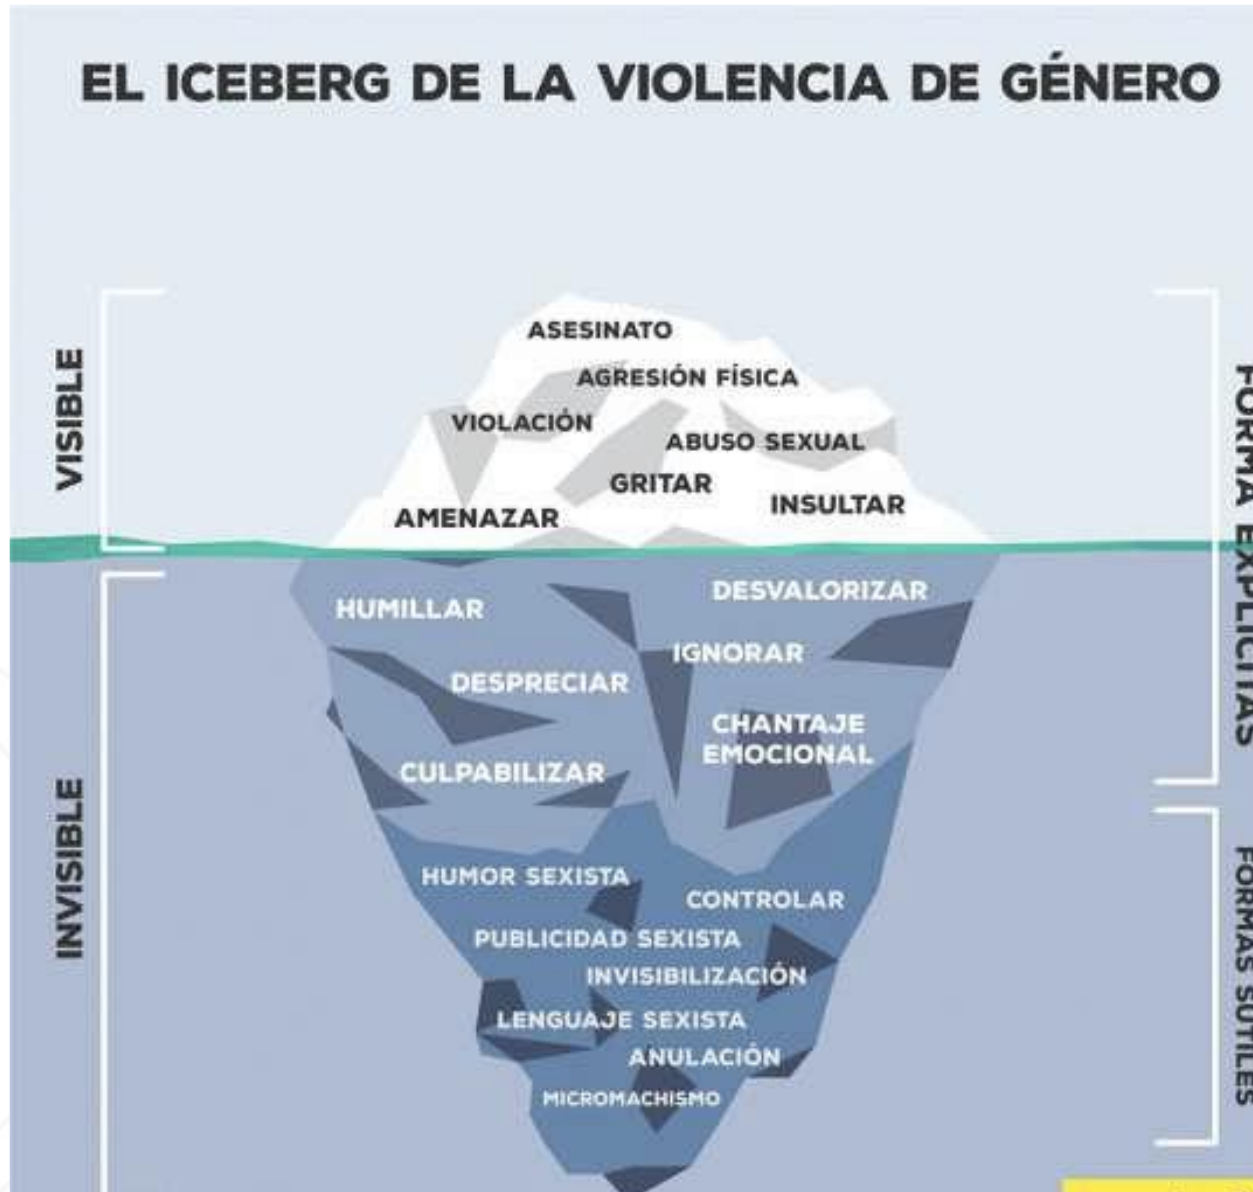 EL ICEBERG DE LA VIOLENCIA DE GÉNERO
VISIBLE
ASESINATO
AGRESIÓN FÍSICA
VIOLACIÓN
ABUSO SEXUAL
GRITAR
INSULTAR
AMENAZAR
FORMA EXPLÍCITAS
INVISIBLE
DESVALORIZAR
HUMILLAR
IGNORAR
DESPRECIAR
CHANTAJE
EMOCIONAL
CULPABILIZAR
FORMAS SUTILES
HUMOR SEXISTA
CONTROLAR
PUBLICIDAD SEXISTA
INVISIBILIZACIÓN
LENGUAJE SEXISTA
ANULACIÓN
MICROMACHISMO